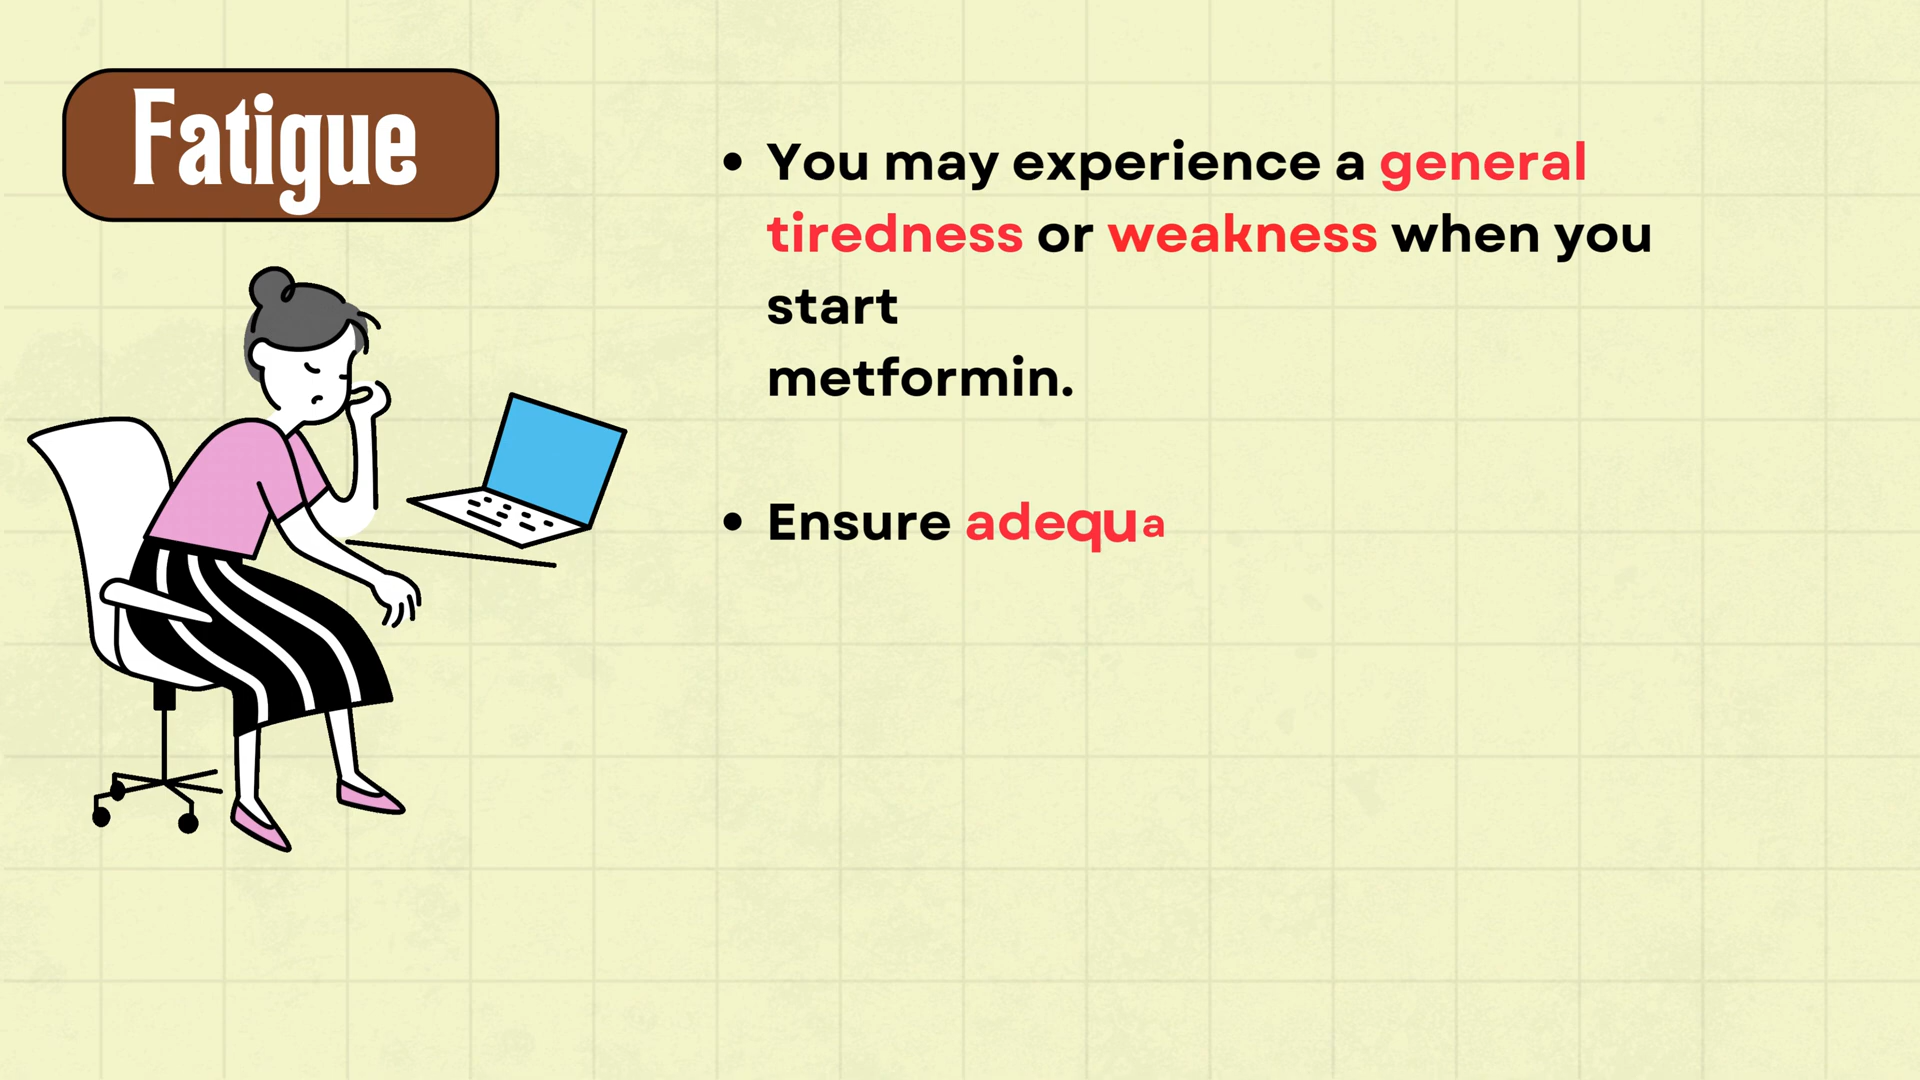 Fatigue
• You may experience a general
tiredness or weakness when you
start
metformin.
• Ensure adequa